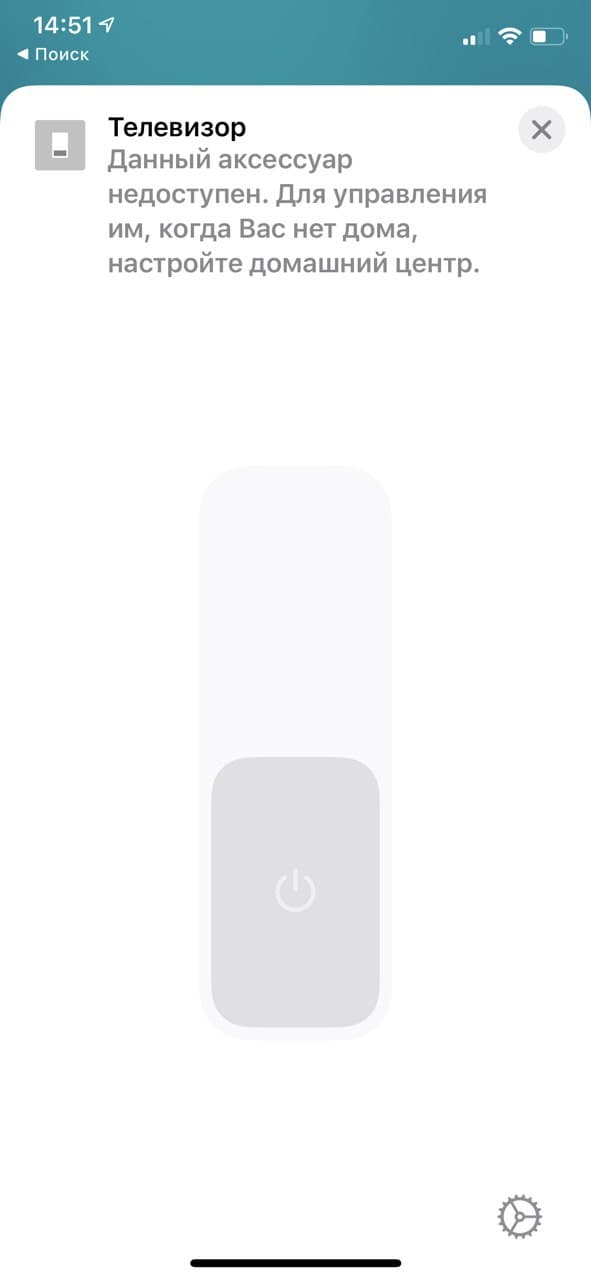 14:51
Поиск
Телевизор
Данный аксессуар
недоступен. Для управления
им, когда Вас нет дома,
настройте домашний центр.